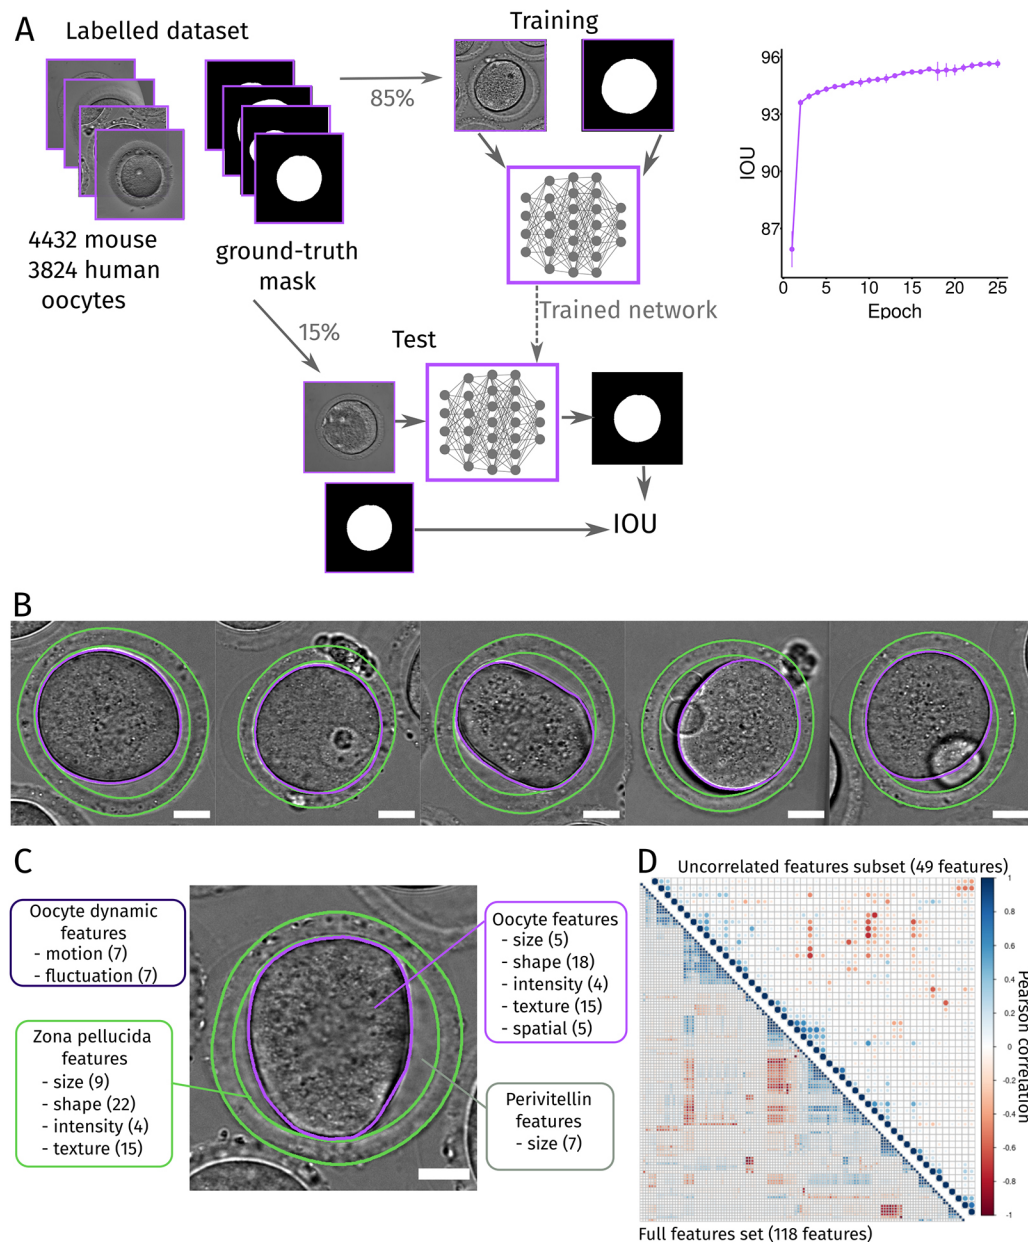 A
Labelled dataset
Training
85%
4432 mouse
3824 human
oocytes
ground-truth
mask
15%
Test
Trained network
IOU
96
93
90
87
IOU
0
5
10
15
20
25
Epoch
B
C
Oocyte dynamic
features
- motion (7)
- fluctuation (7)
Zona pellucida
features
- size (9)
- shape (22)
- intensity (4)
- texture (15)
Oocyte features
- size (5)
- shape (18)
- intensity (4)
- texture (15)
- spatial (5)
Perivitellin
features
- size (7)
D
Uncorrelated features subset (49 features)
1
0.8
0.6
0.4
0.2
0
-0.2
-0.4
-0.6
-0.8
-1
Pearson correlation
Full features set (118 features)